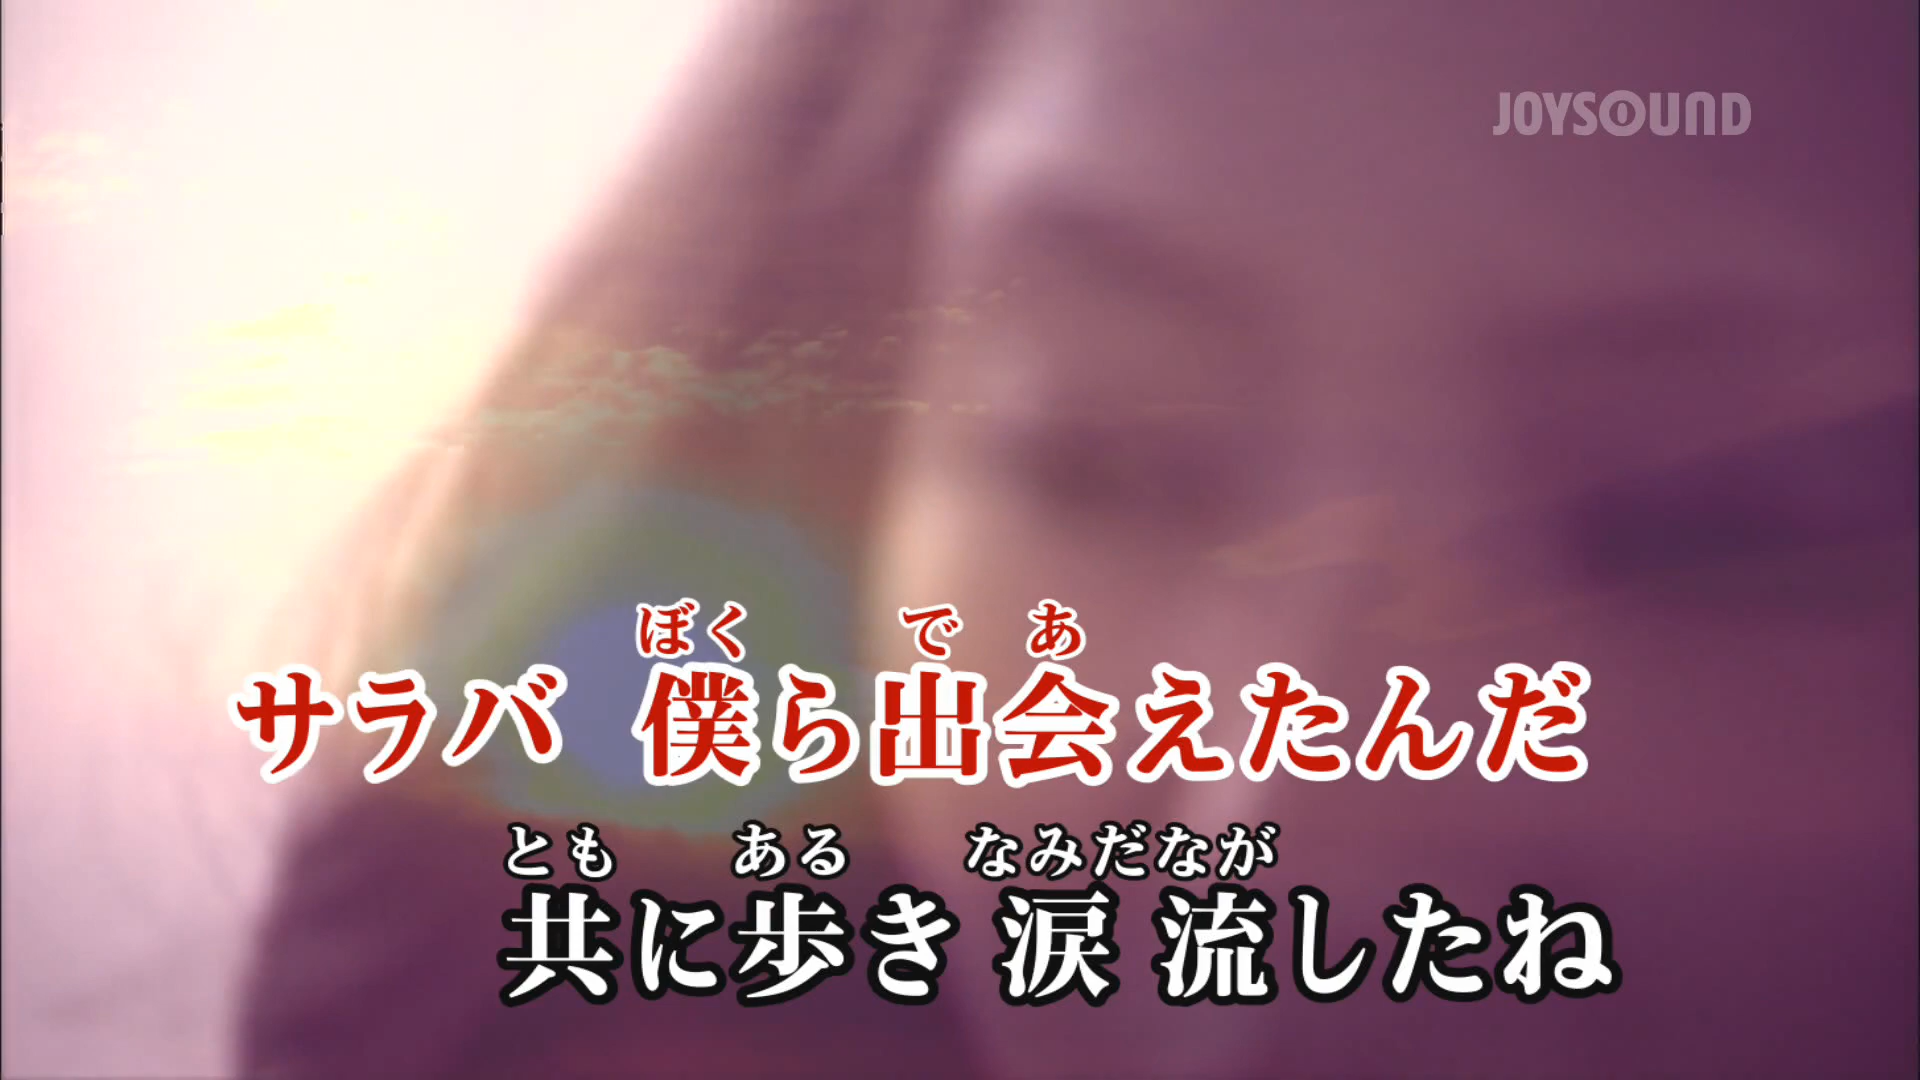 JOYSOUND
ぼく で あ
サラバ 僕ら出会えたんだ
とも ある なみだなが
共に歩き 涙 流したね